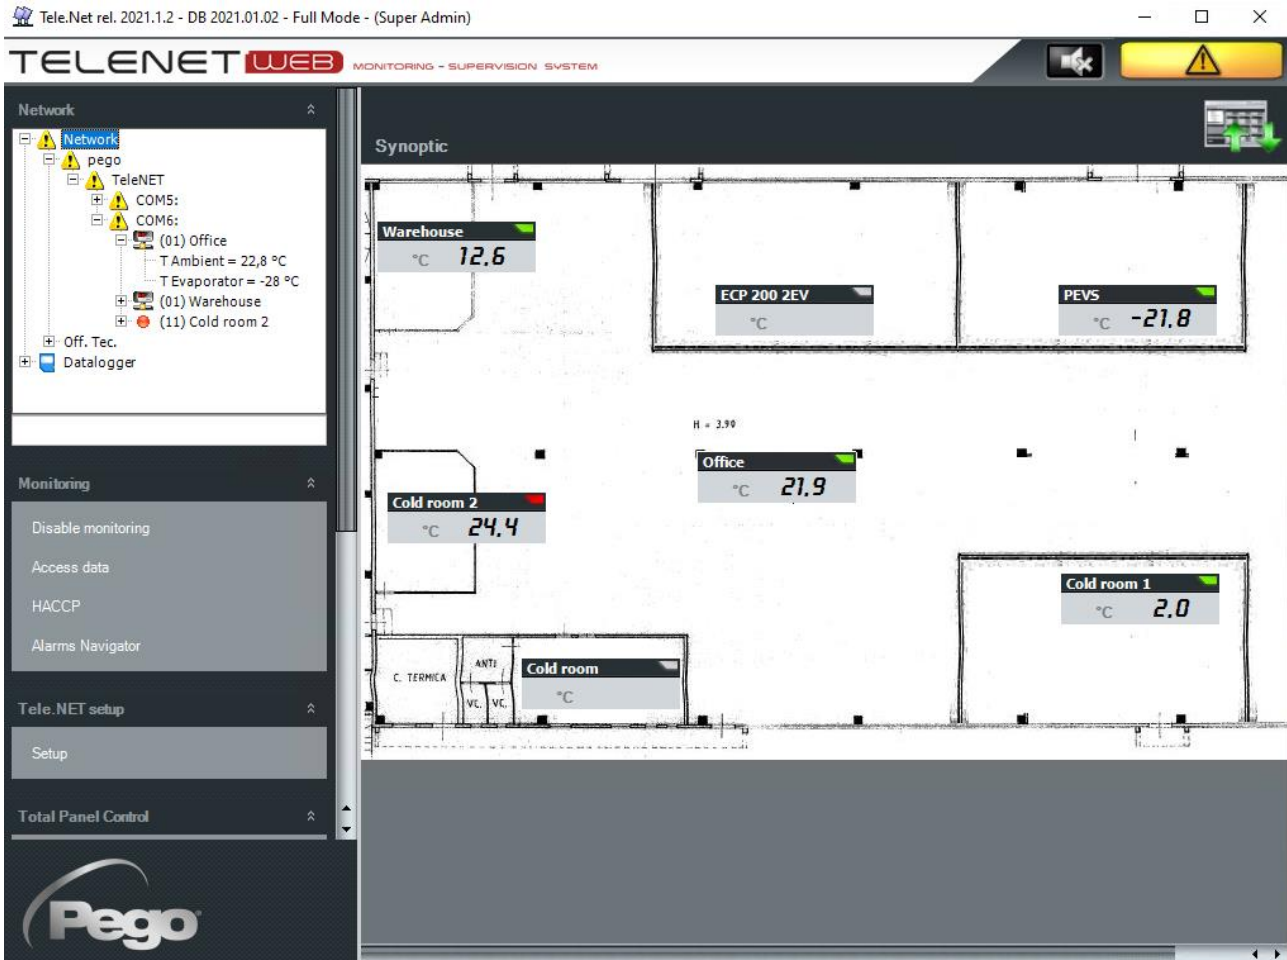 Tele.Net rel. 2021.1.2 - DB 2021.01.02 - Full Mode - (Super Admin)
TELENET WEB MONITORING - SUPERVISION SYSTEM
Network
Network
pego
TeleNET
COM5:
COM6:
(01) Office
T Ambient = 22,8 °C
T Evaporator = -28 °C
(01) Warehouse
(11) Cold room 2
Off. Tec.
Datalogger
Monitoring
Disable monitoring
Access data
HACCP
Alarms Navigator
Tele.NET setup
Setup
Total Panel Control
Pego
Synoptic
Warehouse
°C 12,6
ECP 200 2EV
°C
PEVS
°C -21,8
H = 3.90
Office
°C 21,9
Cold room 2
°C 24,4
Cold room 1
°C 2,0
C. TERMICA
ANTI
VC. VC.
Cold room
°C